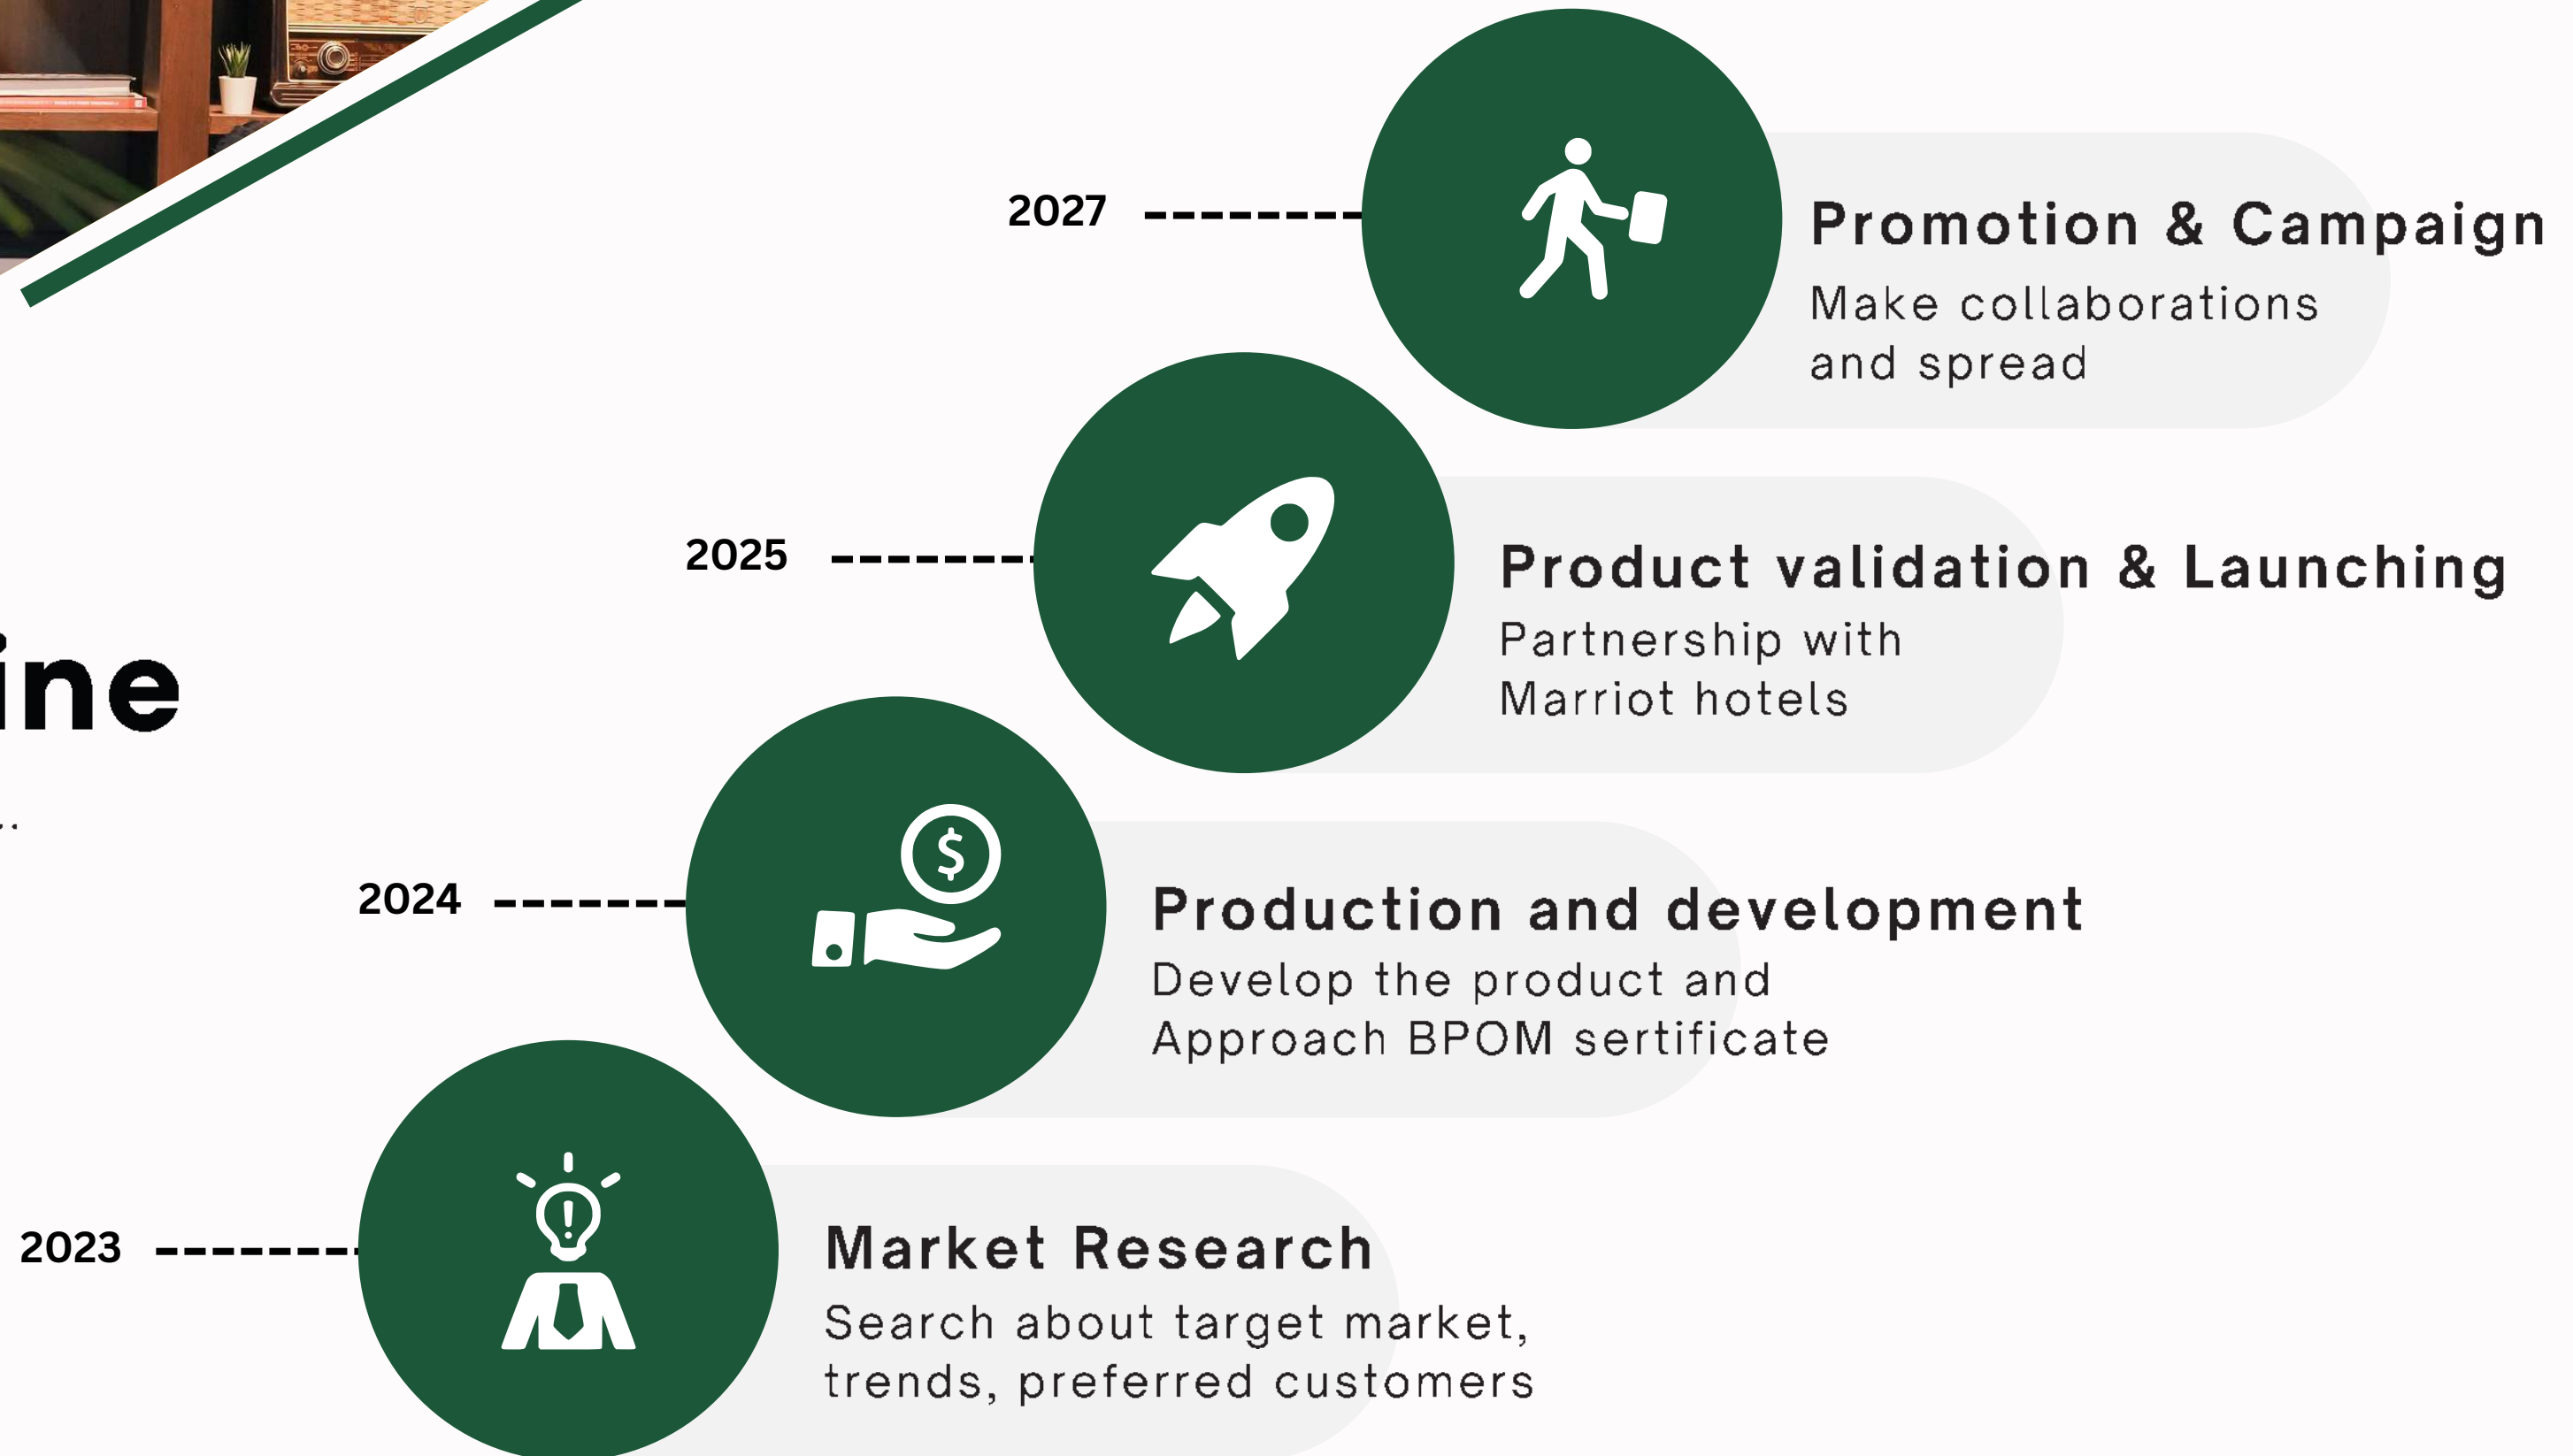 2027
Promotion & Campaign
Make collaborations
and spread
2025
Product validation & Launching
Partnership with
Marriot hotels
ine
2024
Production and development
Develop the product and
Approach BPOM sertificate
2023
Market Research
Search about target market,
trends, preferred customers